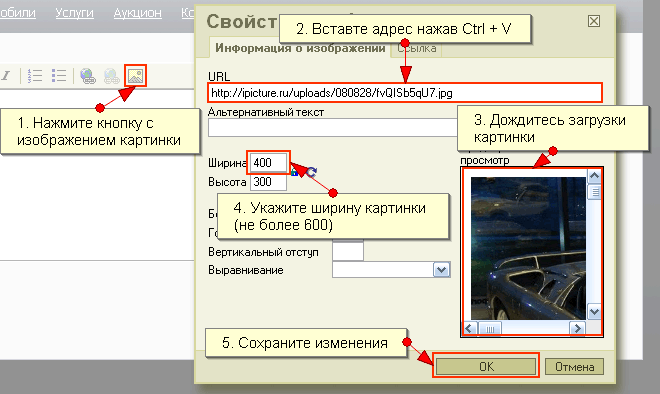 обили Услуги Аукцион
Свойст
2. Вставте адрес нажав Ctrl + V
Информация о изображении Ссылка
I
URL
http://ipicture.ru/uploads/080828/fvQISb5qU7.jpg
Альтернативный текст
1. Нажмите кнопку с
изображением картинки
3. Дождитесь загрузки
картинки
просмотр
Ширина 400
Высота 300
4. Укажите ширину картинки
(не более 600)
Вертикальный отступ
Выравнивание
5. Сохраните изменения
OK Отмена